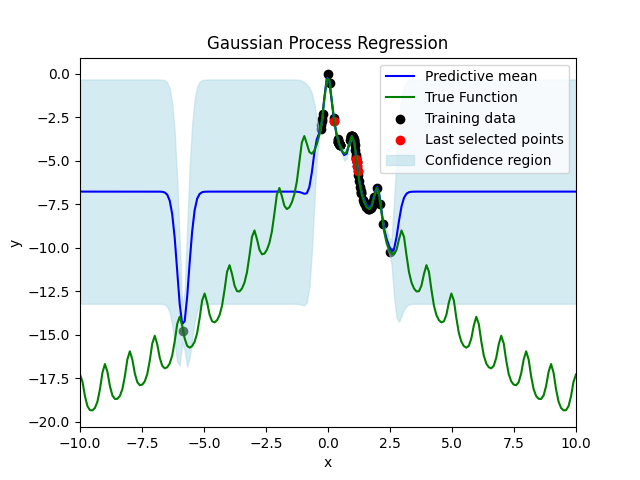 Gaussian Process Regression
Predictive mean
True Function
Training data
Last selected points
Confidence region
y
0.0
−2.5
−5.0
−7.5
−10.0
−12.5
−15.0
−17.5
−20.0
−10.0 −7.5 −5.0 −2.5 0.0 2.5 5.0 7.5 10.0
x